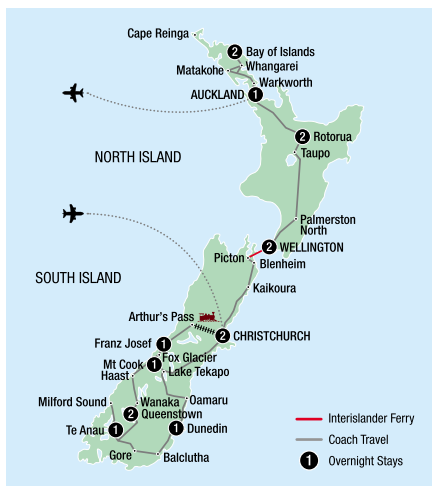 Cape Reinga
2
Bay of Islands
Whangarei
Matakohe
Warkworth
AUCKLAND
1
2
Rotorua
Taupo
NORTH ISLAND
Palmerston
North
2
WELLINGTON
Picton
Blenheim
SOUTH ISLAND
Kaikoura
Arthur's Pass
2
CHRISTCHURCH
Franz Josef
1
Fox Glacier
Mt Cook
1
Lake Tekapo
Haast
Milford Sound
Wanaka
Oamaru
2
Queenstown
Te Anau
1
1
Dunedin
Gore
Balclutha
Interislander Ferry
Coach Travel
1
Overnight Stays